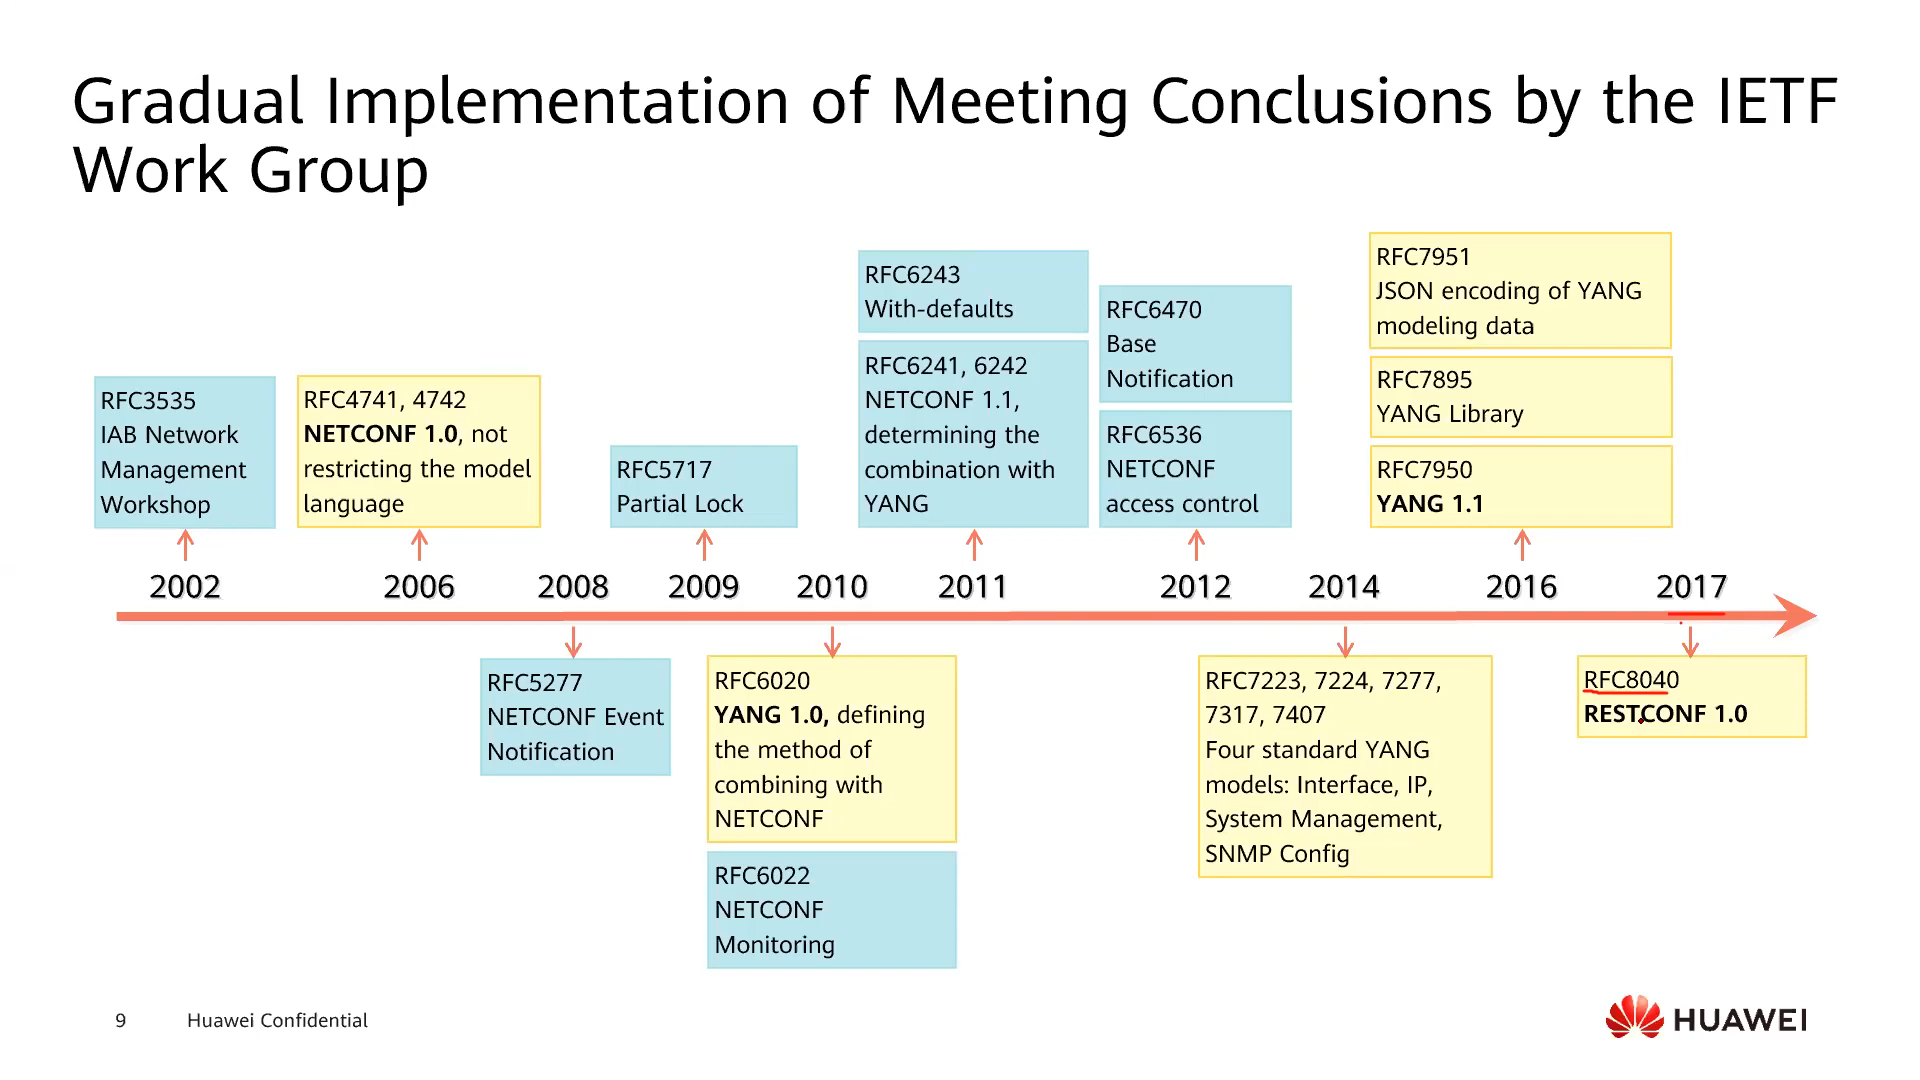 Gradual Implementation of Meeting Conclusions by the IETF
Work Group
RFC3535
IAB Network
Management
Workshop
RFC4741, 4742
NETCONF 1.0, not
restricting the model
language
RFC5717
Partial Lock
RFC6243
With-defaults
RFC6241, 6242
NETCONF 1.1,
determining the
combination with
YANG
RFC6470
Base
Notification
RFC6536
NETCONF
access control
RFC7951
JSON encoding of YANG
modeling data
RFC7895
YANG Library
RFC7950
YANG 1.1
2002 2006 2008 2009 2010 2011 2012 2014 2016 2017
RFC5277
NETCONF Event
Notification
RFC6020
YANG 1.0, defining
the method of
combining with
NETCONF
RFC6022
NETCONF
Monitoring
RFC7223, 7224, 7277,
7317, 7407
Four standard YANG
models: Interface, IP,
System Management,
SNMP Config
RFC8040
RESTCONF 1.0
9 Huawei Confidential
HUAWEI